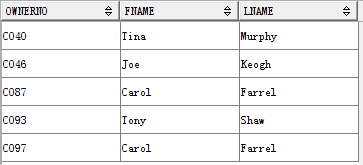 OWNERNO FNAME LNAME
C040 Tina Murphy
C046 Joe Keogh
C087 Carol Farrel
C093 Tony Shaw
C097 Carol Farrel